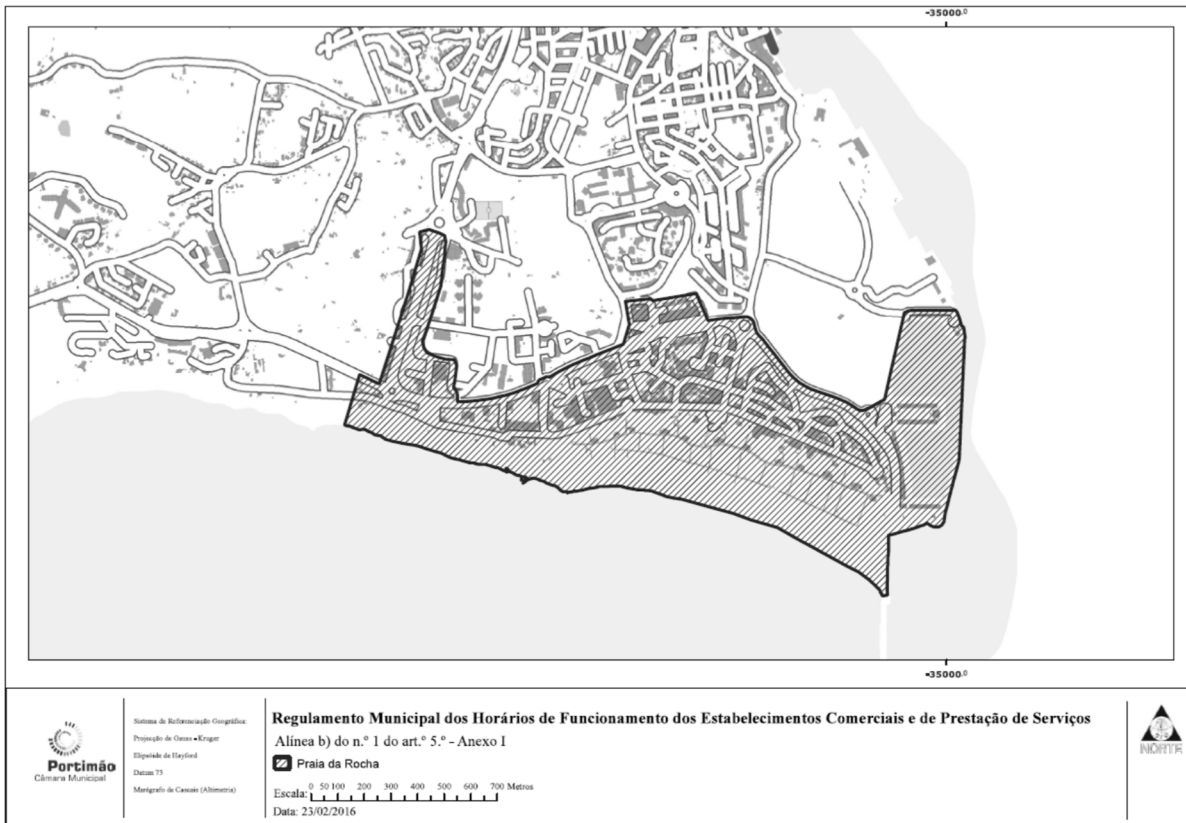 -35000,0
-35000,0
Portimão
Câmara Municipal
Sistema de Referenciação Geográfica:
Projecção de Gauss - Kruger
Elipsóide de Hayford
Datum 73
Marégrafo de Cascais (Altimetria)
Regulamento Municipal dos Horários de Funcionamento dos Estabelecimentos Comerciais e de Prestação de Serviços
Alínea b) do n.º 1 do art.º 5.º - Anexo I
Praia da Rocha
Escala: 0 50 100 200 300 400 500 600 700 Metros
Data: 23/02/2016
NORTE